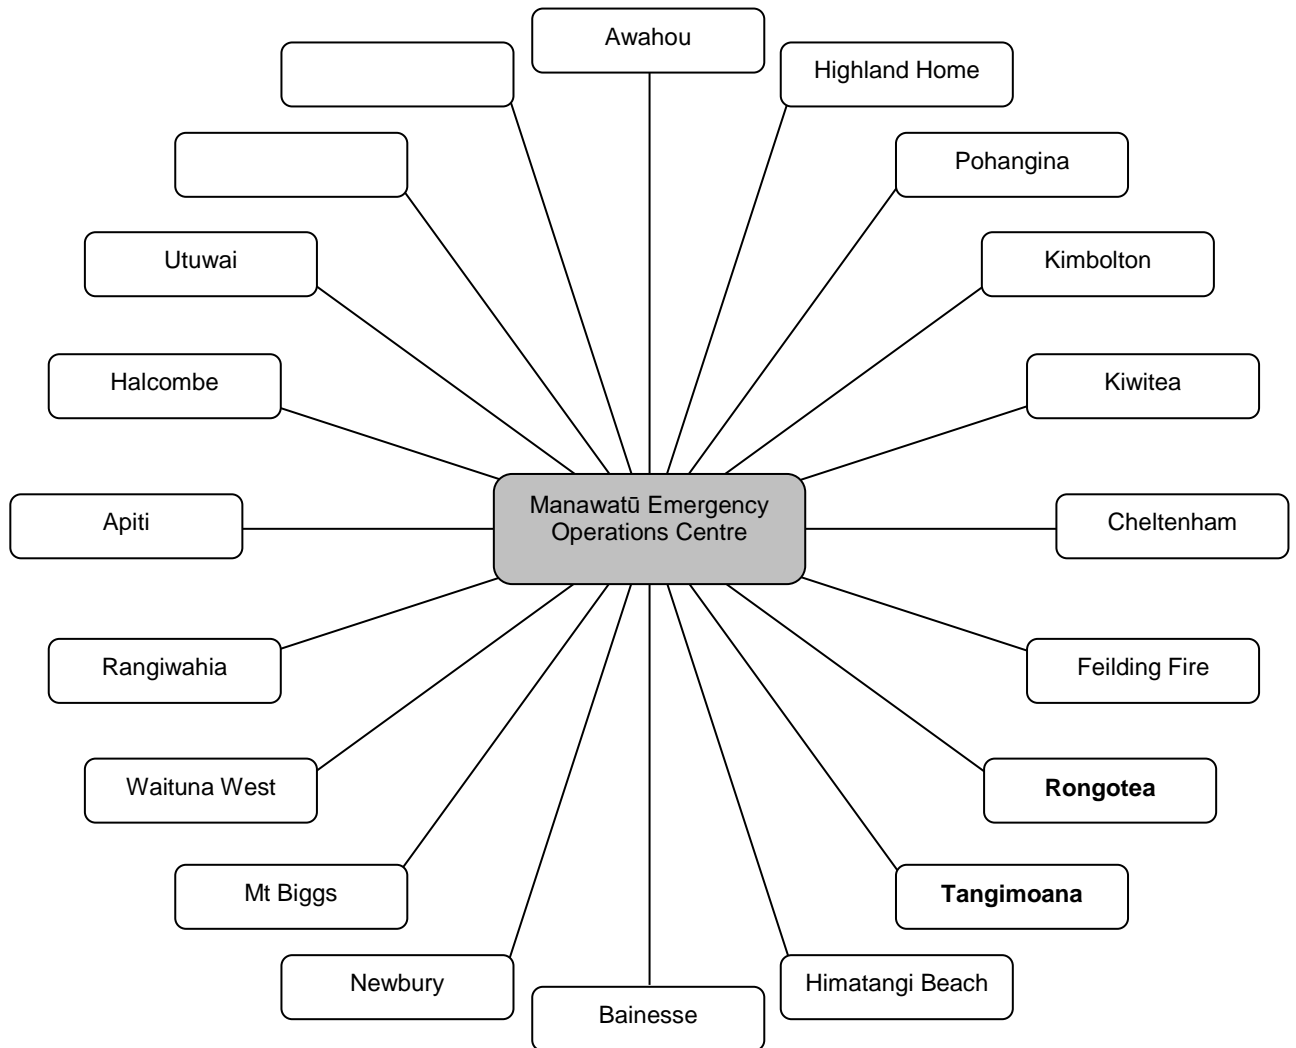 Awahou
Highland Home
Pohangina
Kimbolton
Utuwai
Halcombe
Kiwitea
Manawatū Emergency
Operations Centre
Apiti
Cheltenham
Rangiwahia
Feilding Fire
Waituna West
Rongotea
Mt Biggs
Tangimoana
Newbury
Himatangi Beach
Bainesse